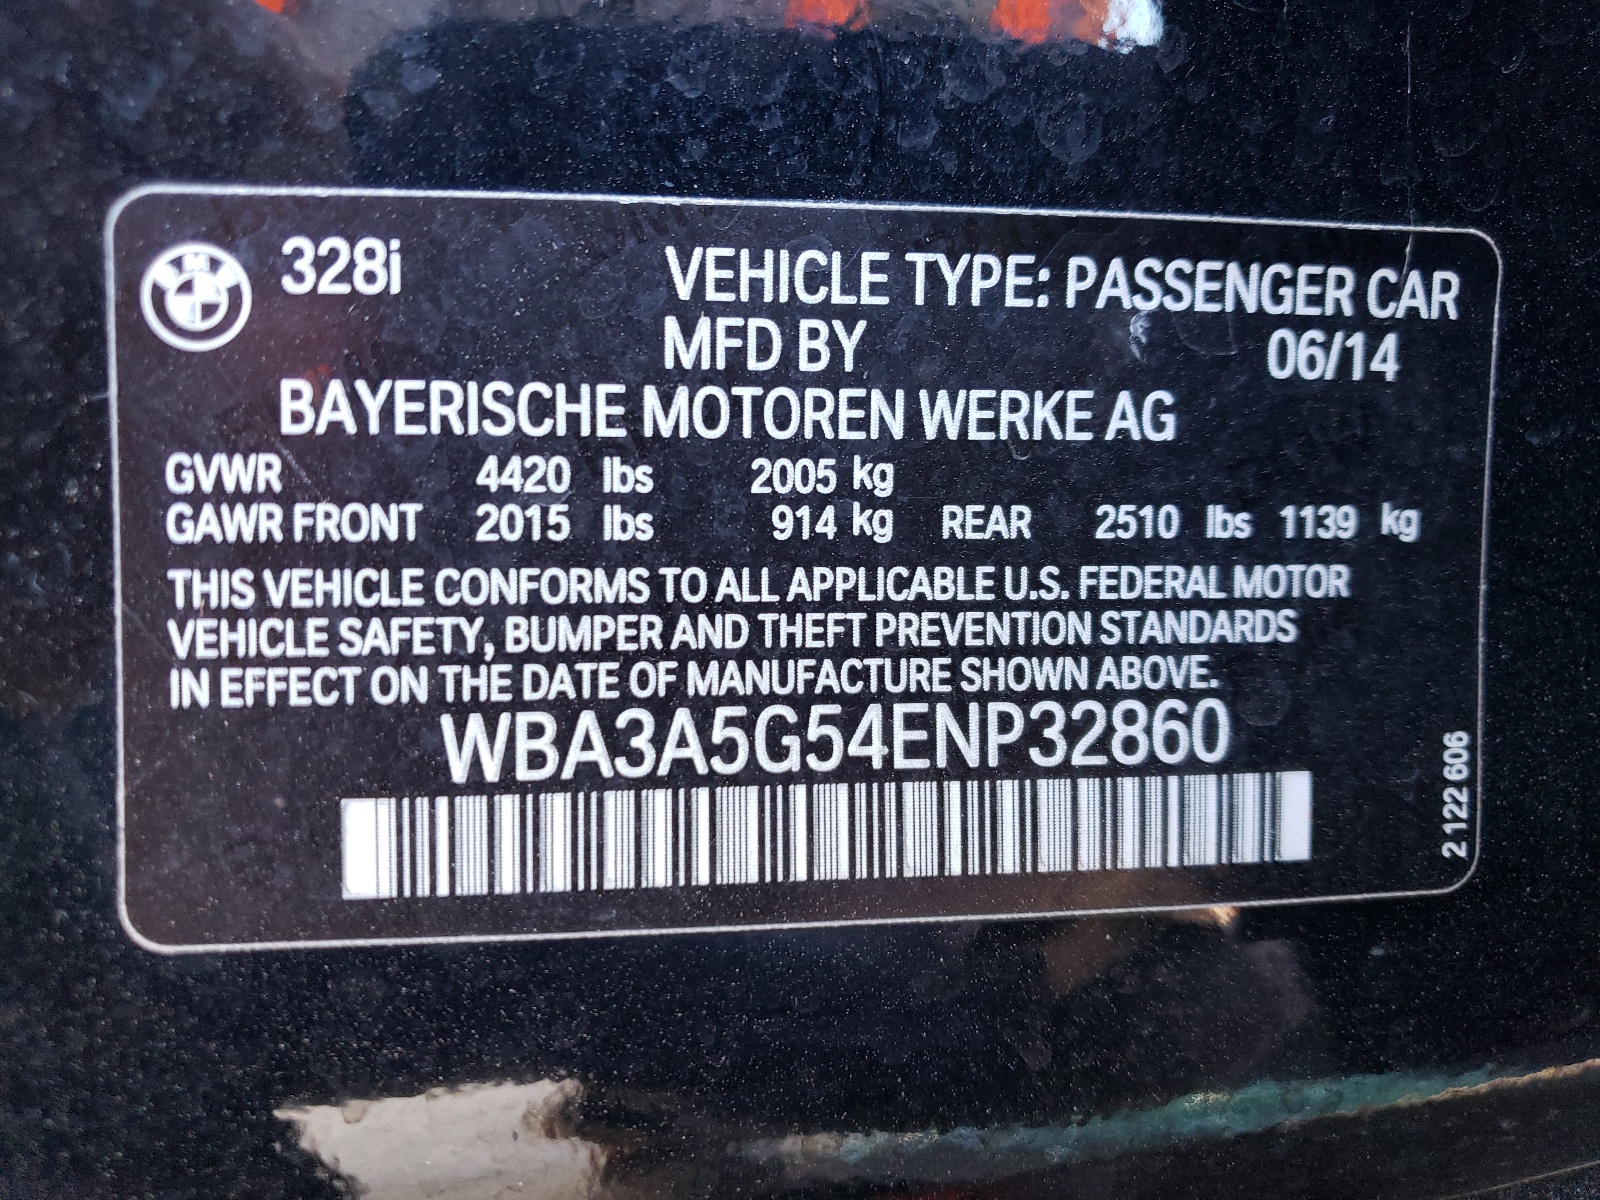 BMW 328i VEHICLE TYPE: PASSENGER CAR
MFD BY 06/14
BAYERISCHE MOTOREN WERKE AG
GVWR 4420 lbs 2005 kg
GAWR FRONT 2015 lbs 914 kg REAR 2510 lbs 1139 kg
THIS VEHICLE CONFORMS TO ALL APPLICABLE U.S. FEDERAL MOTOR
VEHICLE SAFETY, BUMPER AND THEFT PREVENTION STANDARDS
IN EFFECT ON THE DATE OF MANUFACTURE SHOWN ABOVE.
WBA3A5G54ENP32860
2 122 606